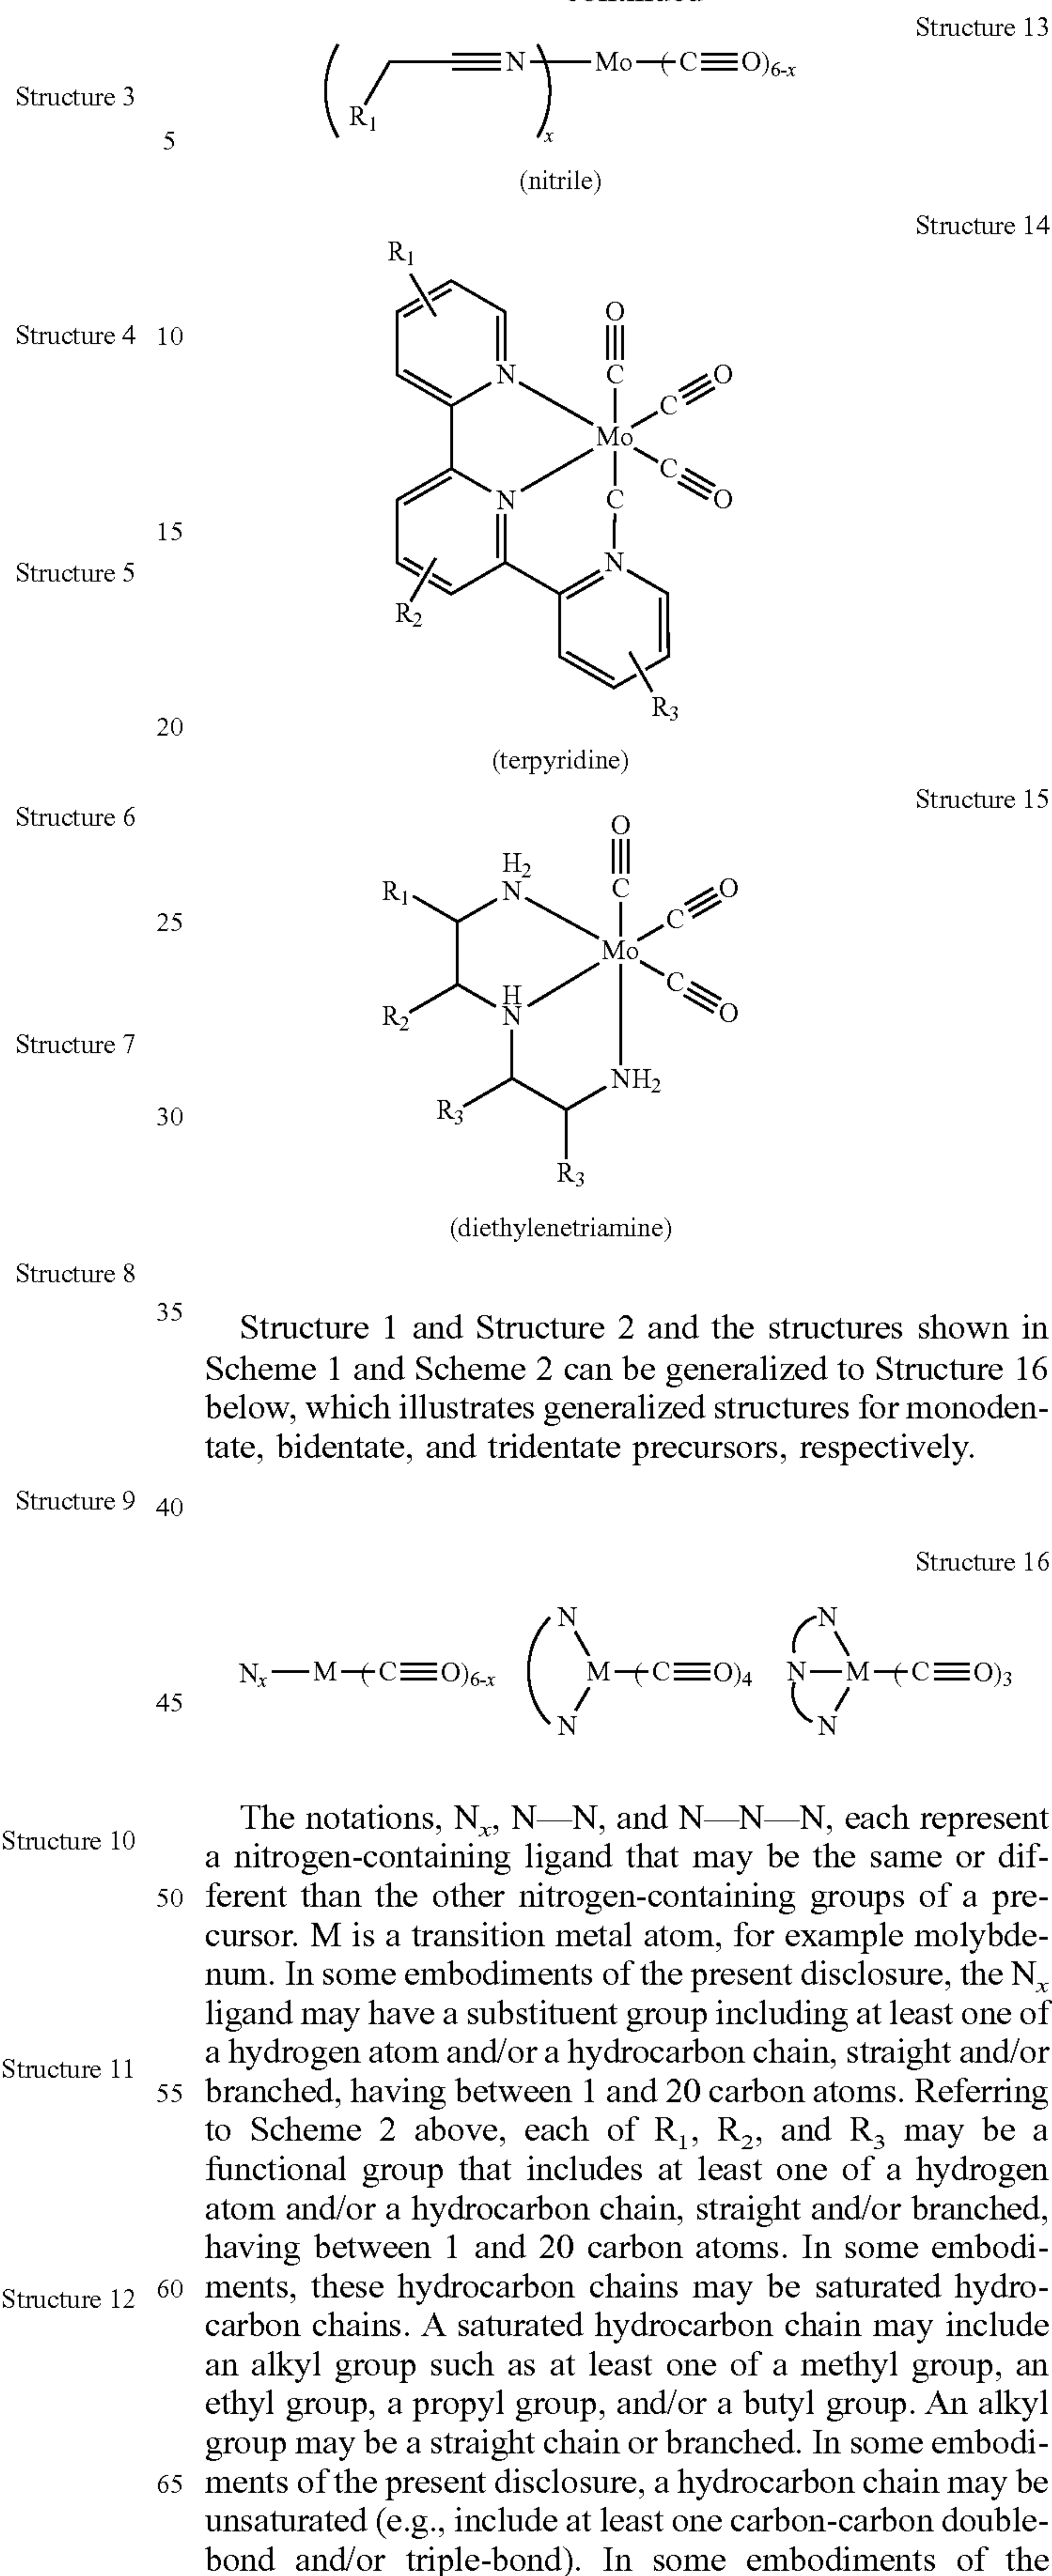 Structure 13
Structure 3
R1
N
Mo
(C≡O)6-x
x
5
(nitrile)
Structure 14
R1
O
Structure 4
10
N
C
C
O
Mo
C
O
N
C
15
Structure 5
N
R2
R3
20
(terpyridine)
Structure 15
Structure 6
O
H2
R1
N
C
C
O
25
Mo
C
O
H
N
R2
Structure 7
NH2
R3
30
R3
(diethylenetriamine)
Structure 8
35
Structure 1 and Structure 2 and the structures shown in
Scheme 1 and Scheme 2 can be generalized to Structure 16
below, which illustrates generalized structures for monoden-
tate, bidentate, and tridentate precursors, respectively.
Structure 9
40
Structure 16
Nx—M—(C≡O)6-x
N
M—(C≡O)4
N
N
N—M—(C≡O)3
N
45
The notations, Nx, N—N, and N—N—N, each represent
Structure 10
a nitrogen-containing ligand that may be the same or dif-
50 ferent than the other nitrogen-containing groups of a pre-
cursor. M is a transition metal atom, for example molybde-
num. In some embodiments of the present disclosure, the Nx
ligand may have a substituent group including at least one of
a hydrogen atom and/or a hydrocarbon chain, straight and/or
Structure 11
55 branched, having between 1 and 20 carbon atoms. Referring
to Scheme 2 above, each of R1, R2, and R3 may be a
functional group that includes at least one of a hydrogen
atom and/or a hydrocarbon chain, straight and/or branched,
having between 1 and 20 carbon atoms. In some embodi-
Structure 12
60 ments, these hydrocarbon chains may be saturated hydro-
carbon chains. A saturated hydrocarbon chain may include
an alkyl group such as at least one of a methyl group, an
ethyl group, a propyl group, and/or a butyl group. An alkyl
group may be a straight chain or branched. In some embodi-
65 ments of the present disclosure, a hydrocarbon chain may be
unsaturated (e.g., include at least one carbon-carbon double-
bond and/or triple-bond). In some embodiments of the